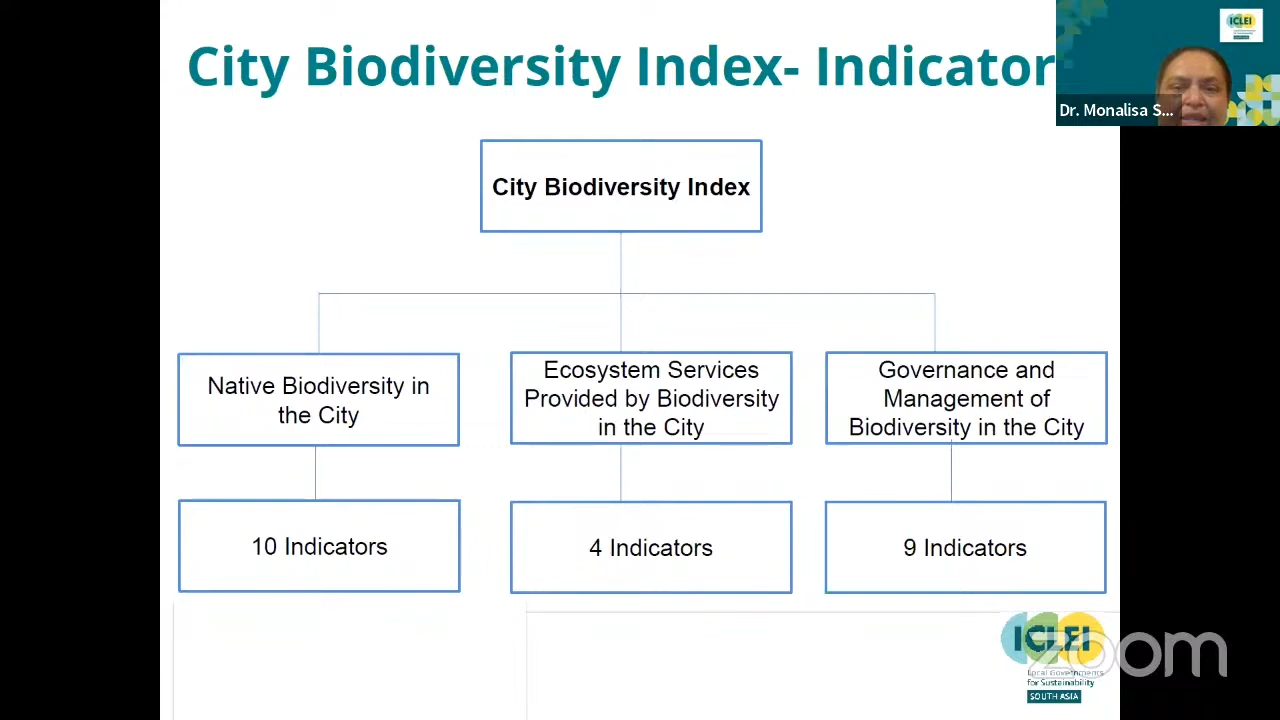 City Biodiversity Index- Indicator
ICLEI
Dr. Monalisa S...
City Biodiversity Index
Native Biodiversity in
the City
Ecosystem Services
Provided by Biodiversity
in the City
Governance and
Management of
Biodiversity in the City
10 Indicators
4 Indicators
9 Indicators
ICLEI
Local Governments
for Sustainability
SOUTH ASIA
zoom